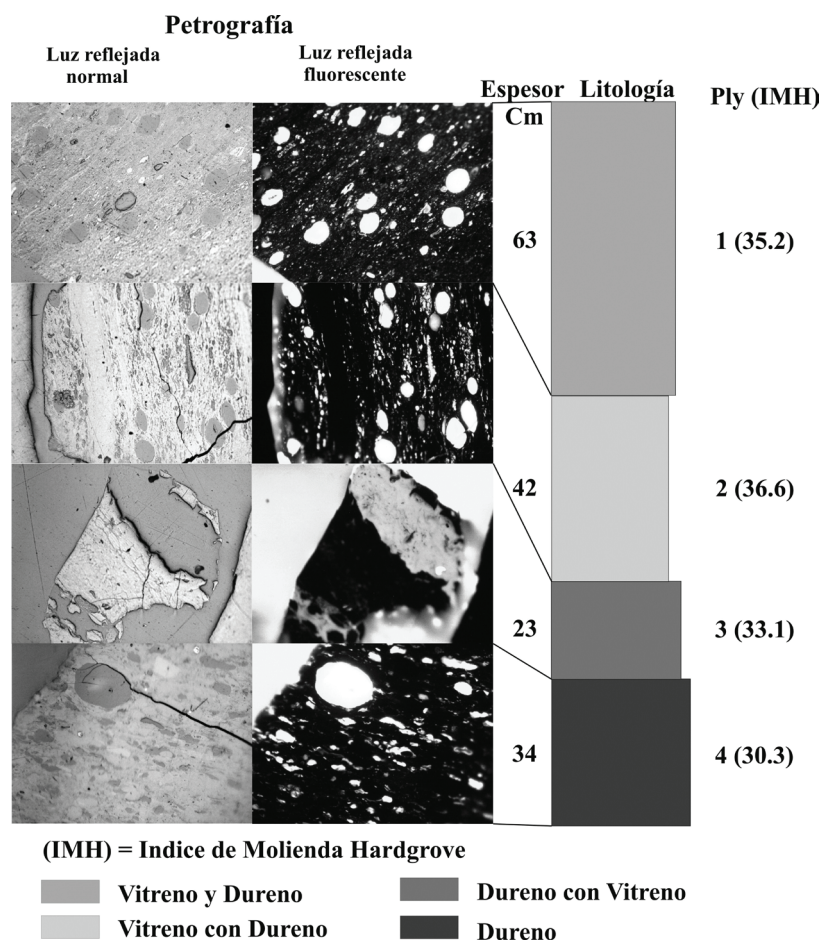 Petrografía
Luz reflejada
normal
Luz reflejada
fluorescente
Espesor
Cm
Litología
Ply (IMH)
63
1 (35.2)
42
2 (36.6)
23
3 (33.1)
34
4 (30.3)
(IMH) = Indice de Molienda Hardgrove
Vitreno y Dureno
Dureno con Vitreno
Vitreno con Dureno
Dureno